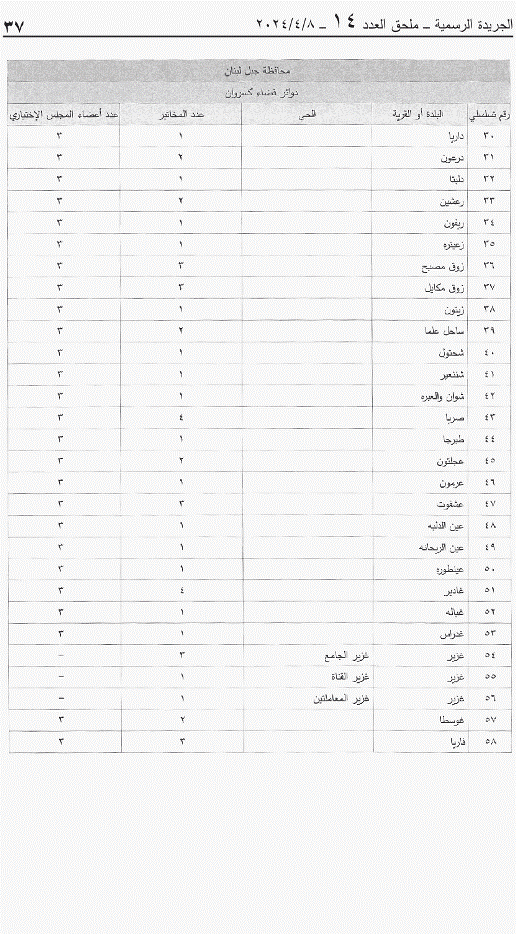 الجريدة الرسمية ــ ملحق العدد ١٤ ــ ٢٠٢٤/٤/٨ ٣٧
محافظة جبل لبنان
دوائر قضاء كسروان
رقم تسلسلي البلدة أو القرية الحي عدد المخاتير عدد أعضاء المجلس الإختياري
٣٠ داريا ١ ٣
٣١ درعون ٢ ٣
٣٢ دلبتا ١ ٣
٣٣ رعشين ٢ ٣
٣٤ ريفون ١ ٣
٣٥ زعيتره ١ ٣
٣٦ زوق مصبح ٣ ٣
٣٧ زوق مكايل ٣ ٣
٣٨ زيتون ١ ٣
٣٩ ساحل علما ٢ ٣
٤٠ شحتول ١ ٣
٤١ شننعير ١ ٣
٤٢ شوان والعبره ١ ٣
٤٣ صربا ٤ ٣
٤٤ طبرجا ١ ٣
٤٥ عجلتون ٢ ٣
٤٦ عرمون ١ ٣
٤٧ عشقوت ٣ ٣
٤٨ عين الدلبه ١ ٣
٤٩ عين الريحانه ١ ٣
٥٠ عينطوره ١ ٣
٥١ غادير ٤ ٣
٥٢ غباله ١ ٣
٥٣ غدراس ١ ٣
٥٤ غزير غزير الجامع ٣ –
٥٥ غزير غزير القناة ١ –
٥٦ غزير غزير المعاملتين ١ –
٥٧ غوسطا ٢ ٣
٥٨ فاريا ٣ ٣